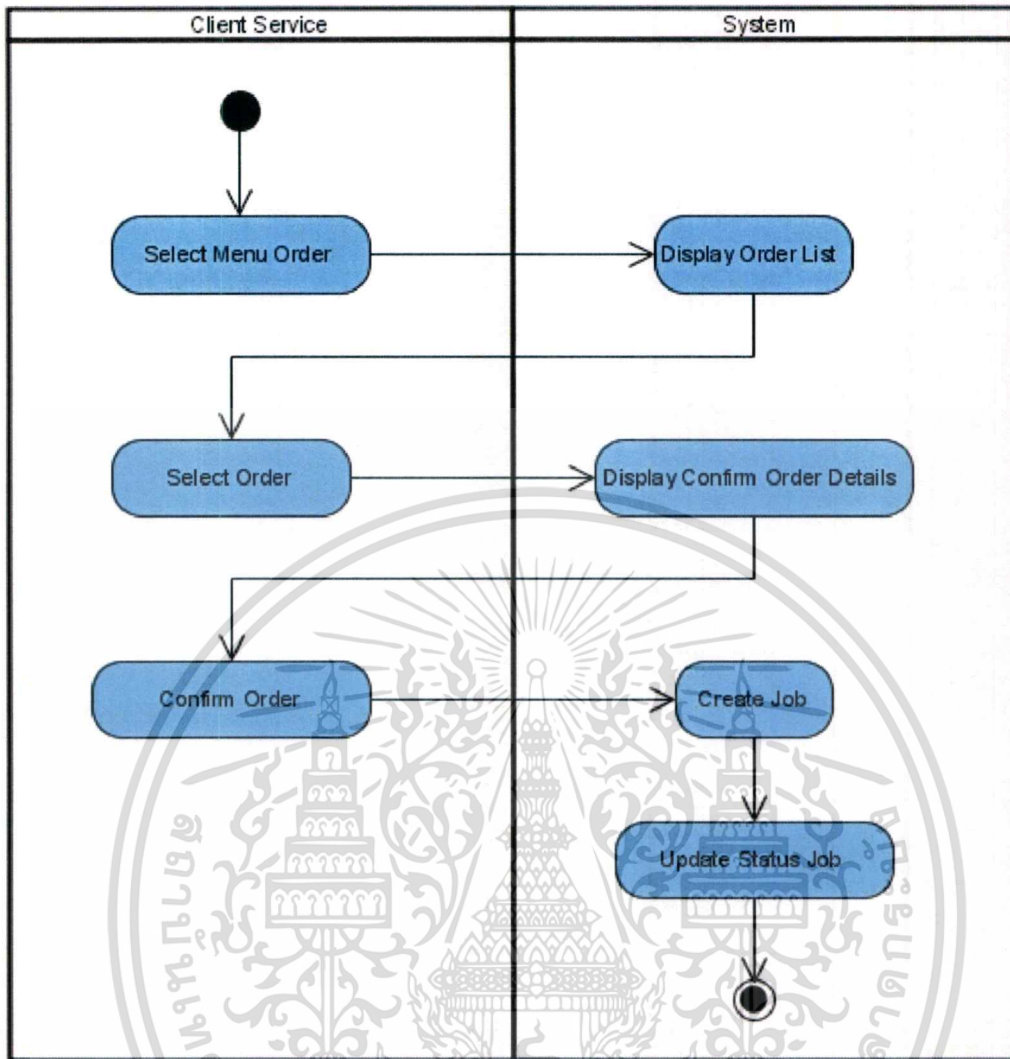 Client Service
System
Select Menu Order
Display Order List
Select Order
Display Confirm Order Details
Confirm Order
Create Job
Update Status Job